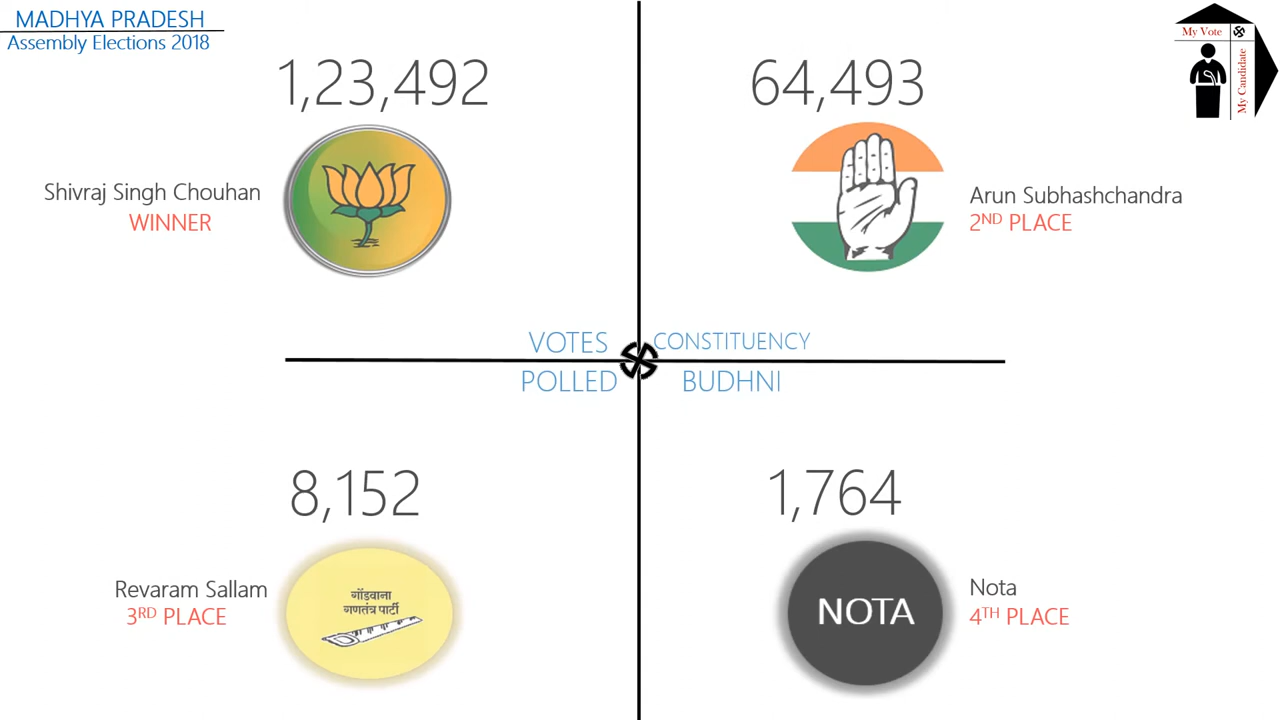 MADHYA PRADESH
Assembly Elections 2018
My Vote
My Candidate
1,23,492
Shivraj Singh Chouhan
WINNER
64,493
Arun Subhashchandra
2ND PLACE
VOTES
POLLED
CONSTITUENCY
BUDHNI
8,152
Revaram Sallam
3RD PLACE
गोंडवाना
गणतंत्र पार्टी
1,764
NOTA
Nota
4TH PLACE